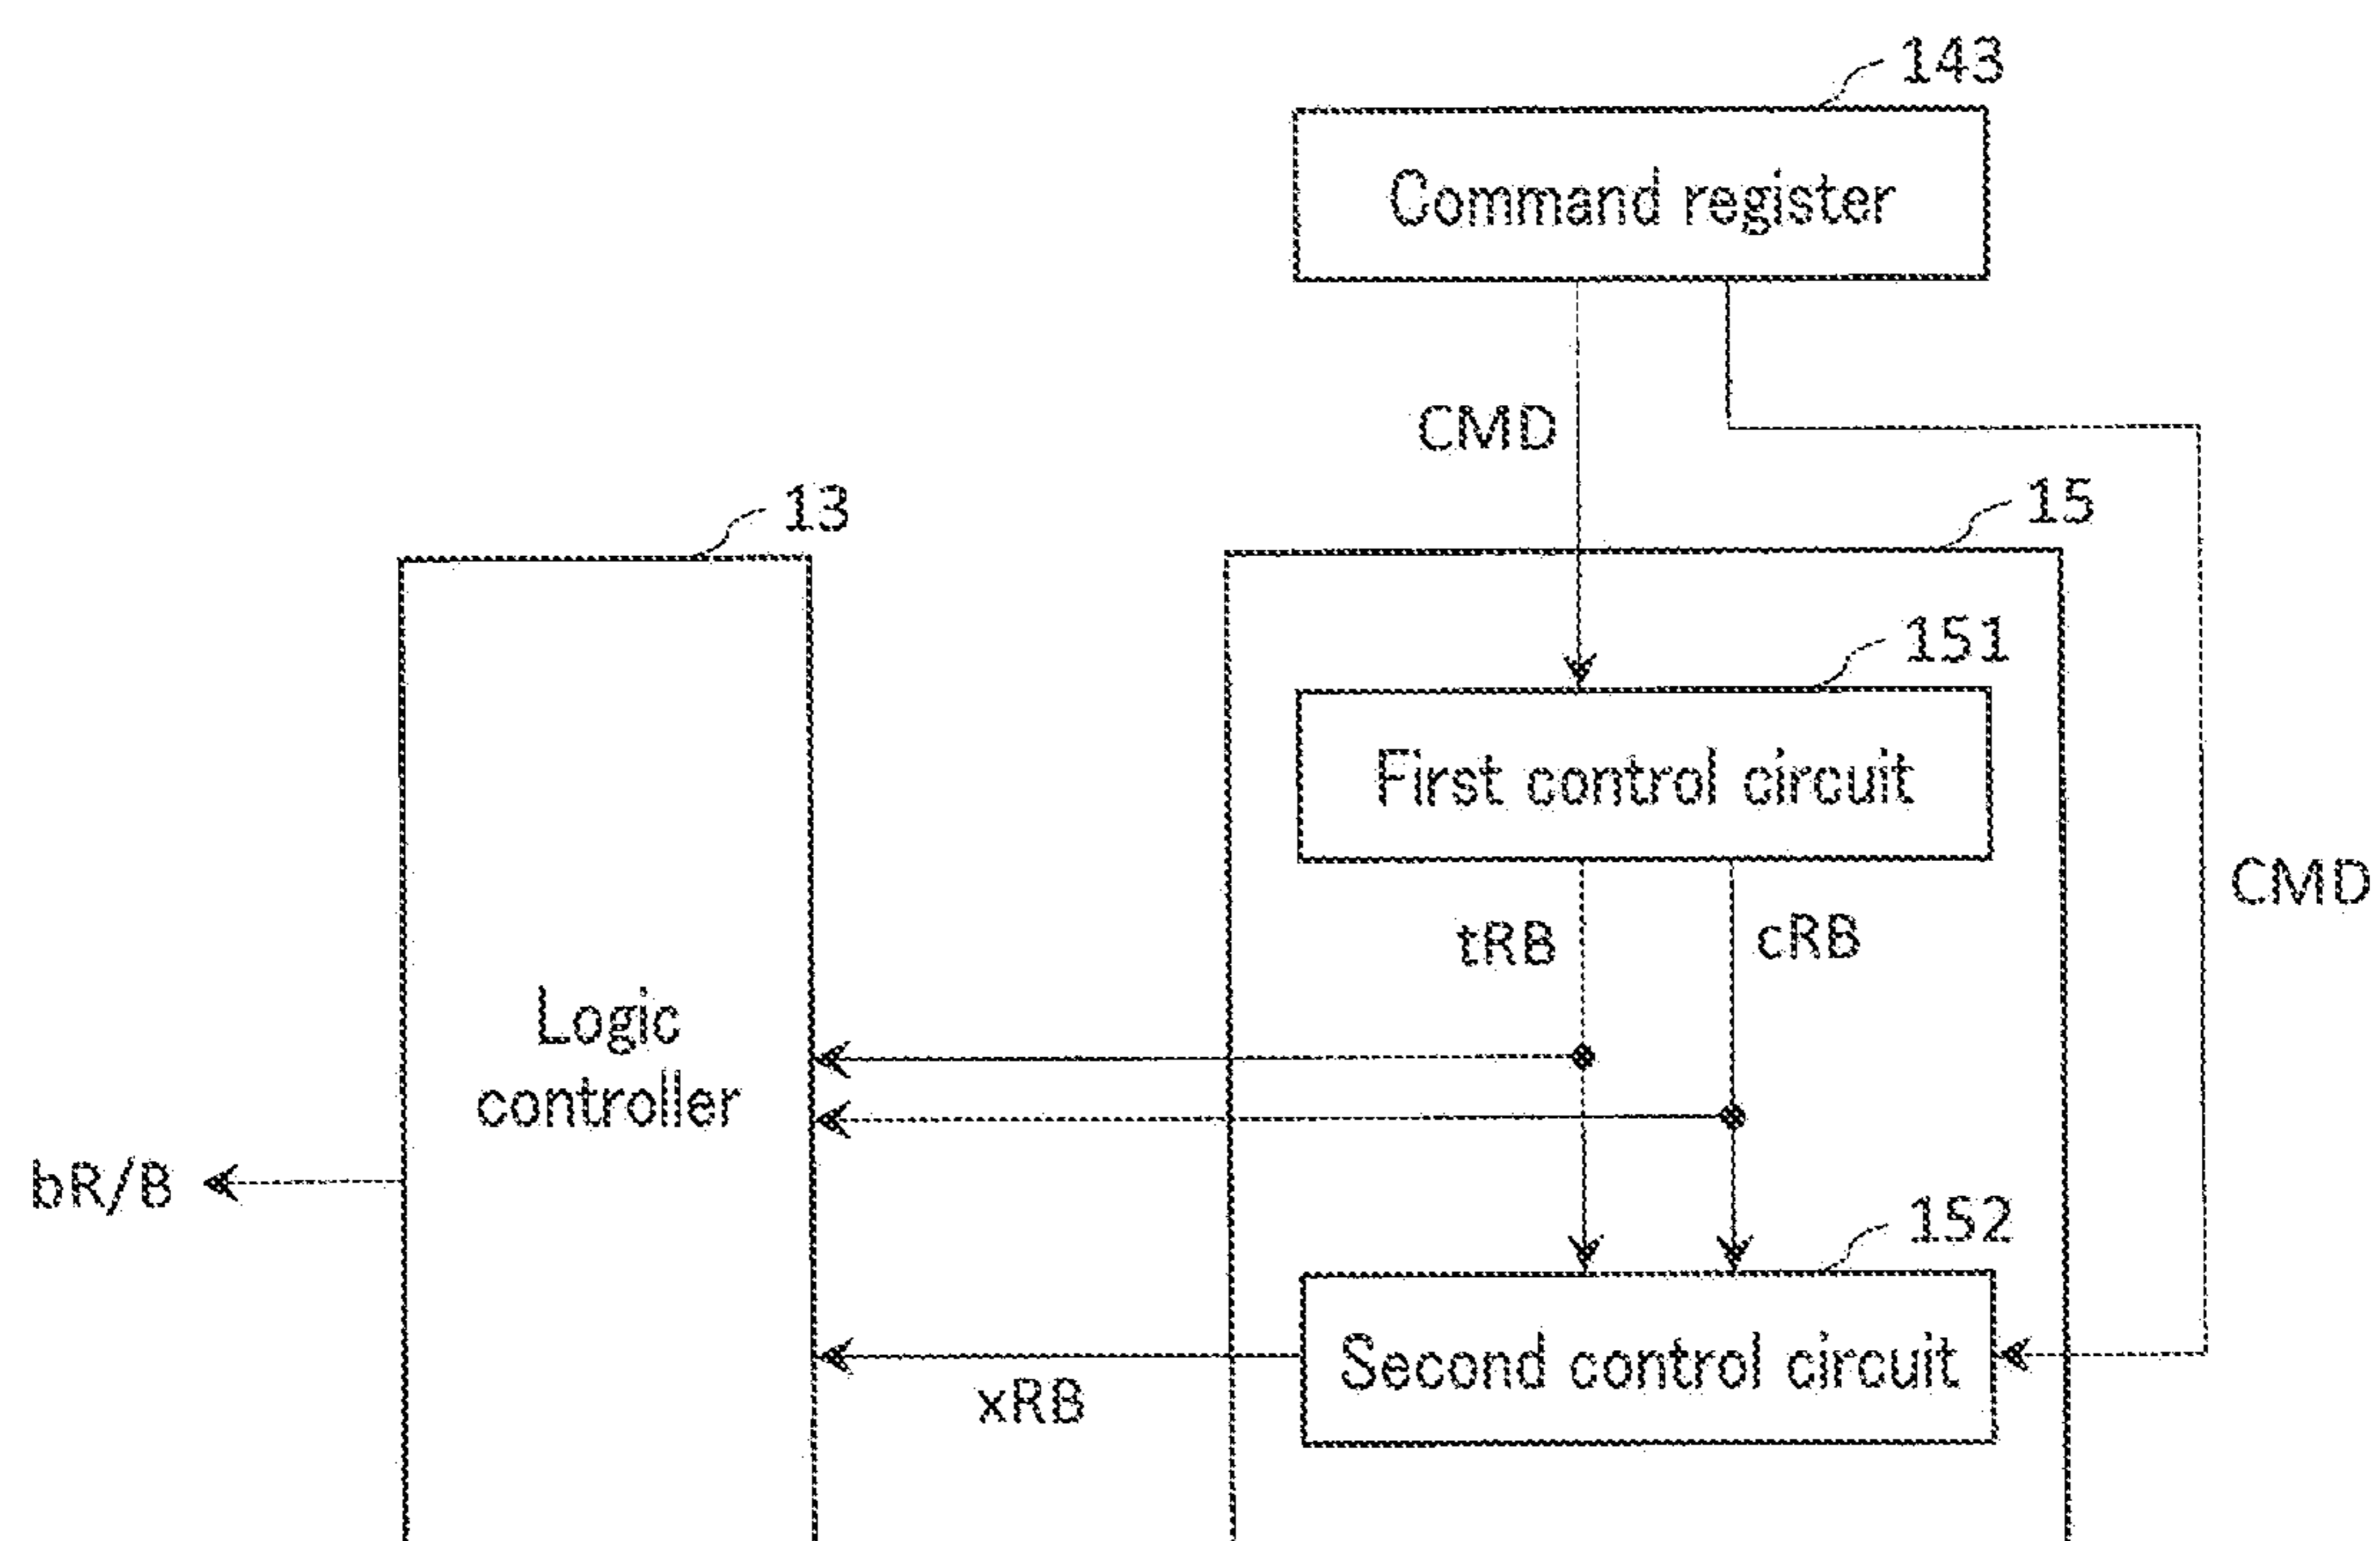 143
Command register
CMD
13
15
151
First control circuit
CMD
tRB
cRB
Logic
controller
bR/B
152
Second control circuit
xRB